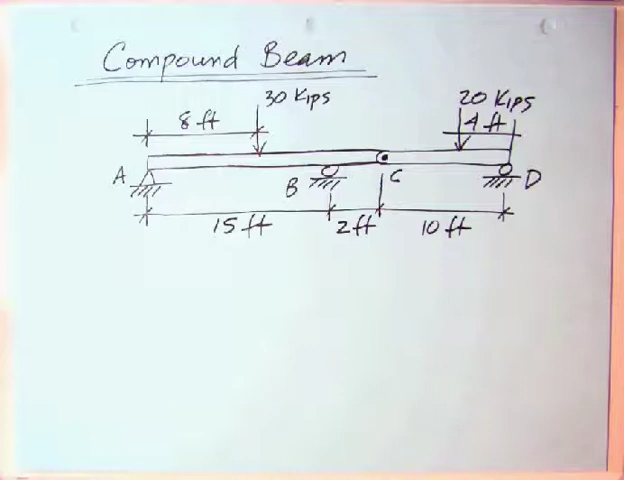 Compound Beam
30 Kips
20 Kips
8 ft
4 ft
A
B
C
D
15 ft
2 ft
10 ft